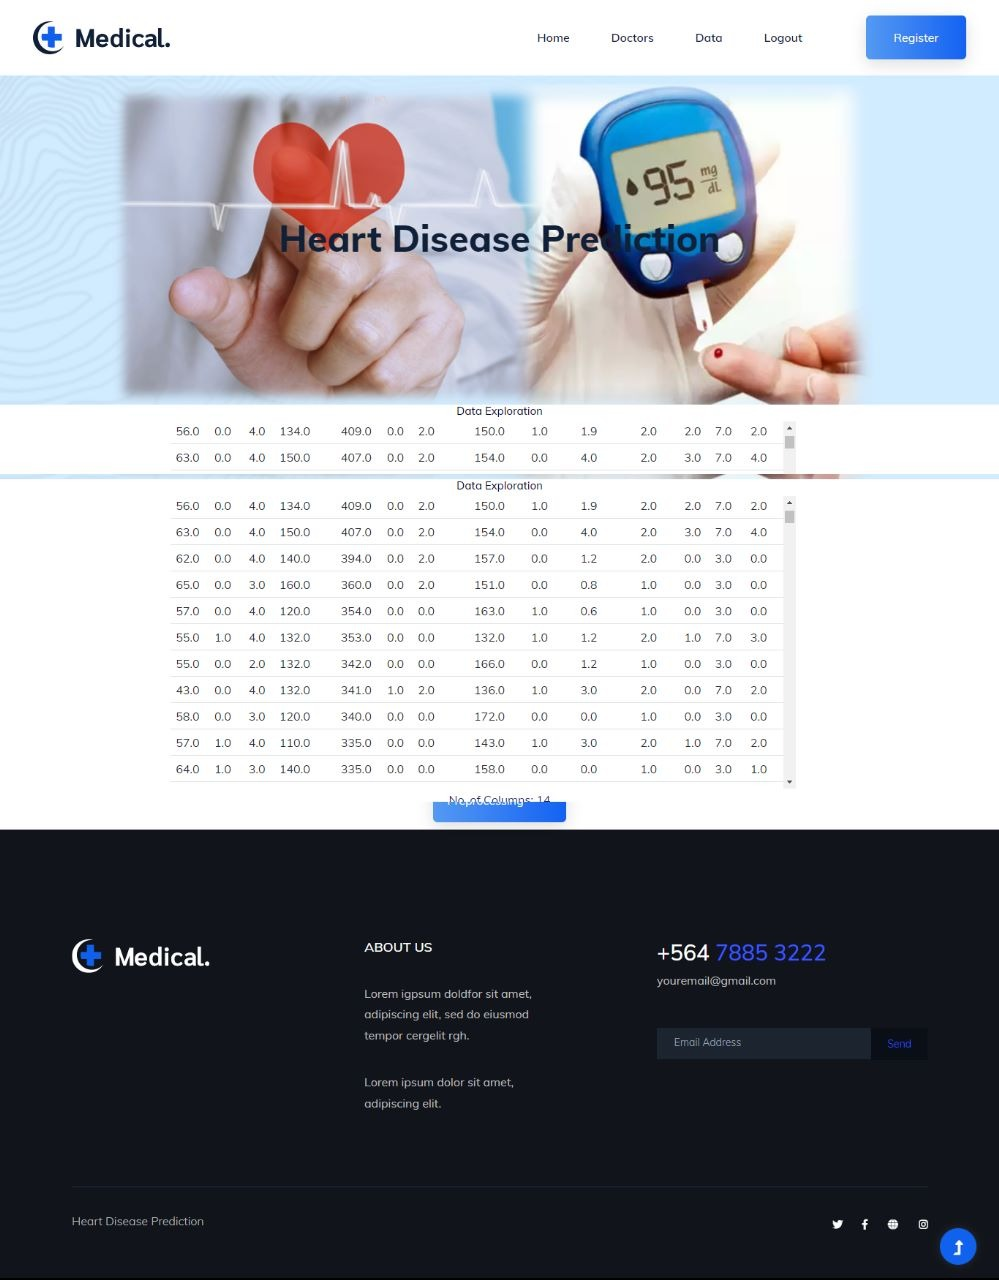 Medical.
Home Doctors Data Logout Register
95 mg/dL
Heart Disease Prediction
Data Exploration
56.0 0.0 4.0 134.0 409.0 0.0 2.0 150.0 1.0 1.9 2.0 2.0 7.0 2.0
63.0 0.0 4.0 150.0 407.0 0.0 2.0 154.0 0.0 4.0 2.0 3.0 7.0 4.0
Data Exploration
56.0 0.0 4.0 134.0 409.0 0.0 2.0 150.0 1.0 1.9 2.0 2.0 7.0 2.0
63.0 0.0 4.0 150.0 407.0 0.0 2.0 154.0 0.0 4.0 2.0 3.0 7.0 4.0
62.0 0.0 4.0 140.0 394.0 0.0 2.0 157.0 0.0 1.2 2.0 0.0 3.0 0.0
65.0 0.0 3.0 160.0 360.0 0.0 2.0 151.0 0.0 0.8 1.0 0.0 3.0 0.0
57.0 0.0 4.0 120.0 354.0 0.0 0.0 163.0 1.0 0.6 1.0 0.0 3.0 0.0
55.0 1.0 4.0 132.0 353.0 0.0 0.0 132.0 1.0 1.2 2.0 1.0 7.0 3.0
55.0 0.0 2.0 132.0 342.0 0.0 0.0 166.0 0.0 1.2 1.0 0.0 3.0 0.0
43.0 0.0 4.0 132.0 341.0 1.0 2.0 136.0 1.0 3.0 2.0 0.0 7.0 2.0
58.0 0.0 3.0 120.0 340.0 0.0 0.0 172.0 0.0 0.0 1.0 0.0 3.0 0.0
57.0 1.0 4.0 110.0 335.0 0.0 0.0 143.0 1.0 3.0 2.0 1.0 7.0 2.0
64.0 1.0 3.0 140.0 335.0 0.0 0.0 158.0 0.0 0.0 1.0 0.0 3.0 1.0
No. of Columns: 14
Medical.
ABOUT US
Lorem igpsum doldfor sit amet,
adipiscing elit, sed do eiusmod
tempor cergelit rgh.
Lorem ipsum dolor sit amet,
adipiscing elit.
+564 7885 3222
youremail@gmail.com
Email Address Send
Heart Disease Prediction